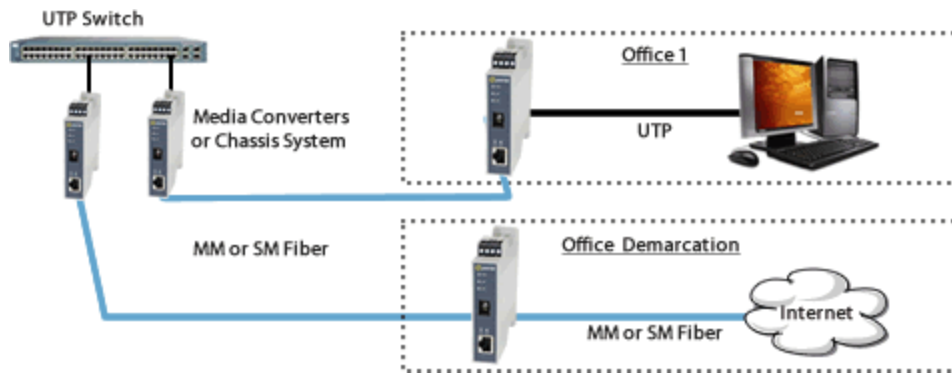 UTP Switch
Media Converters
or Chassis System
Office 1
UTP
MM or SM Fiber
Office Demarcation
MM or SM Fiber
Internet